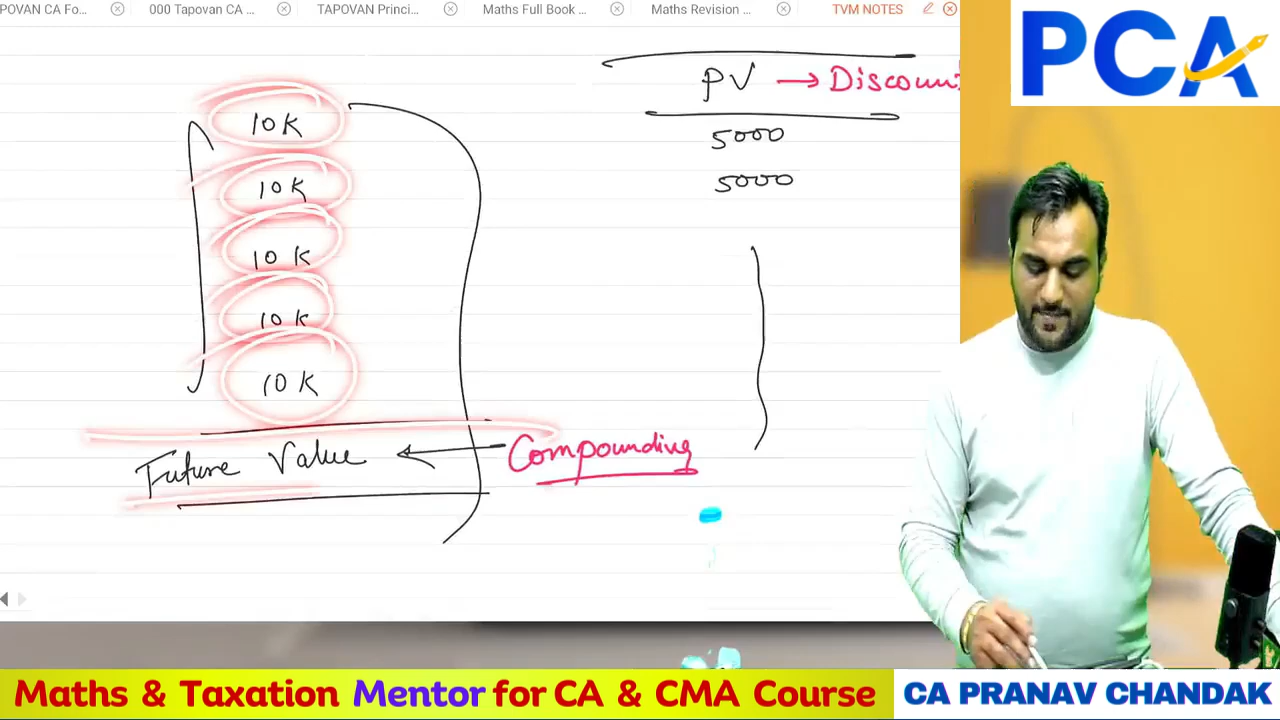 POVAN CA Fo...
000 Tapovan CA ...
TAPOVAN Princi...
Maths Full Book ...
Maths Revision ...
TVM NOTES
PCA
PV → Discount
5000
5000
10K
10K
10K
10K
10K
Future Value ← Compounding
Maths & Taxation Mentor for CA & CMA Course
CA PRANAV CHANDAK